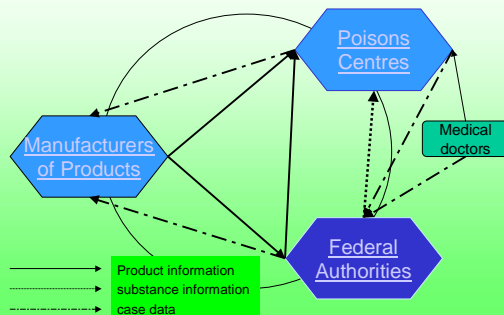 Poisons
Centres
Manufacturers
of Products
Medical
doctors
Federal
Authorities
Product information
substance information
case data